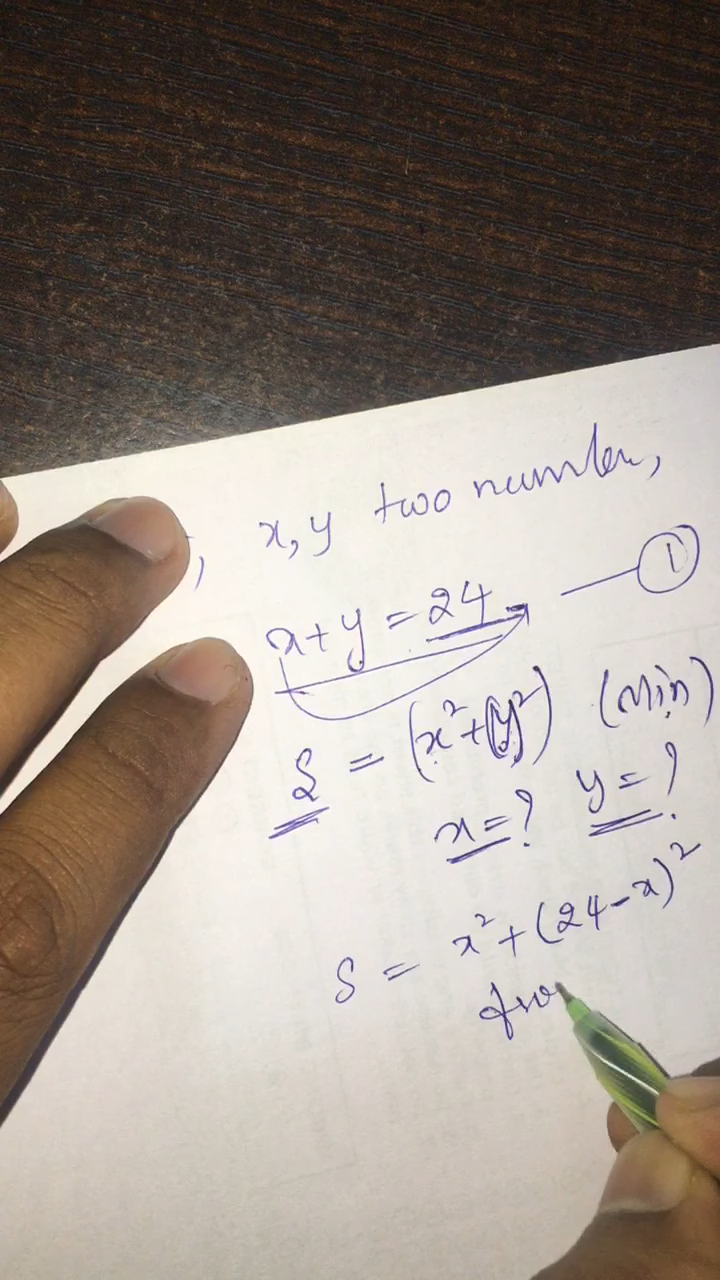 , x, y two number,
x+y = 24 — ①
S = (x²+y²) (Min)
x=? y=?
S = x²+(24-x)²